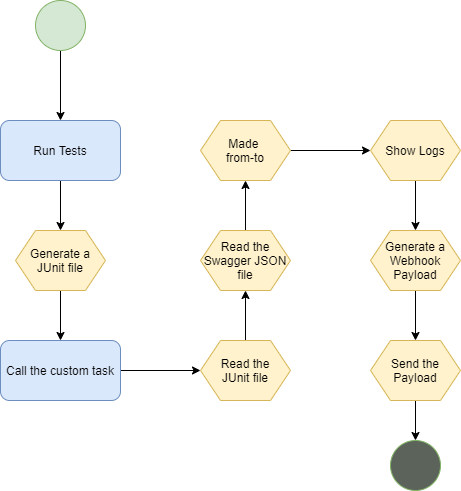 Run Tests
Generate a
JUnit file
Call the custom task
Read the
JUnit file
Read the
Swagger JSON
file
Made
from-to
Show Logs
Generate a
Webhook
Payload
Send the
Payload